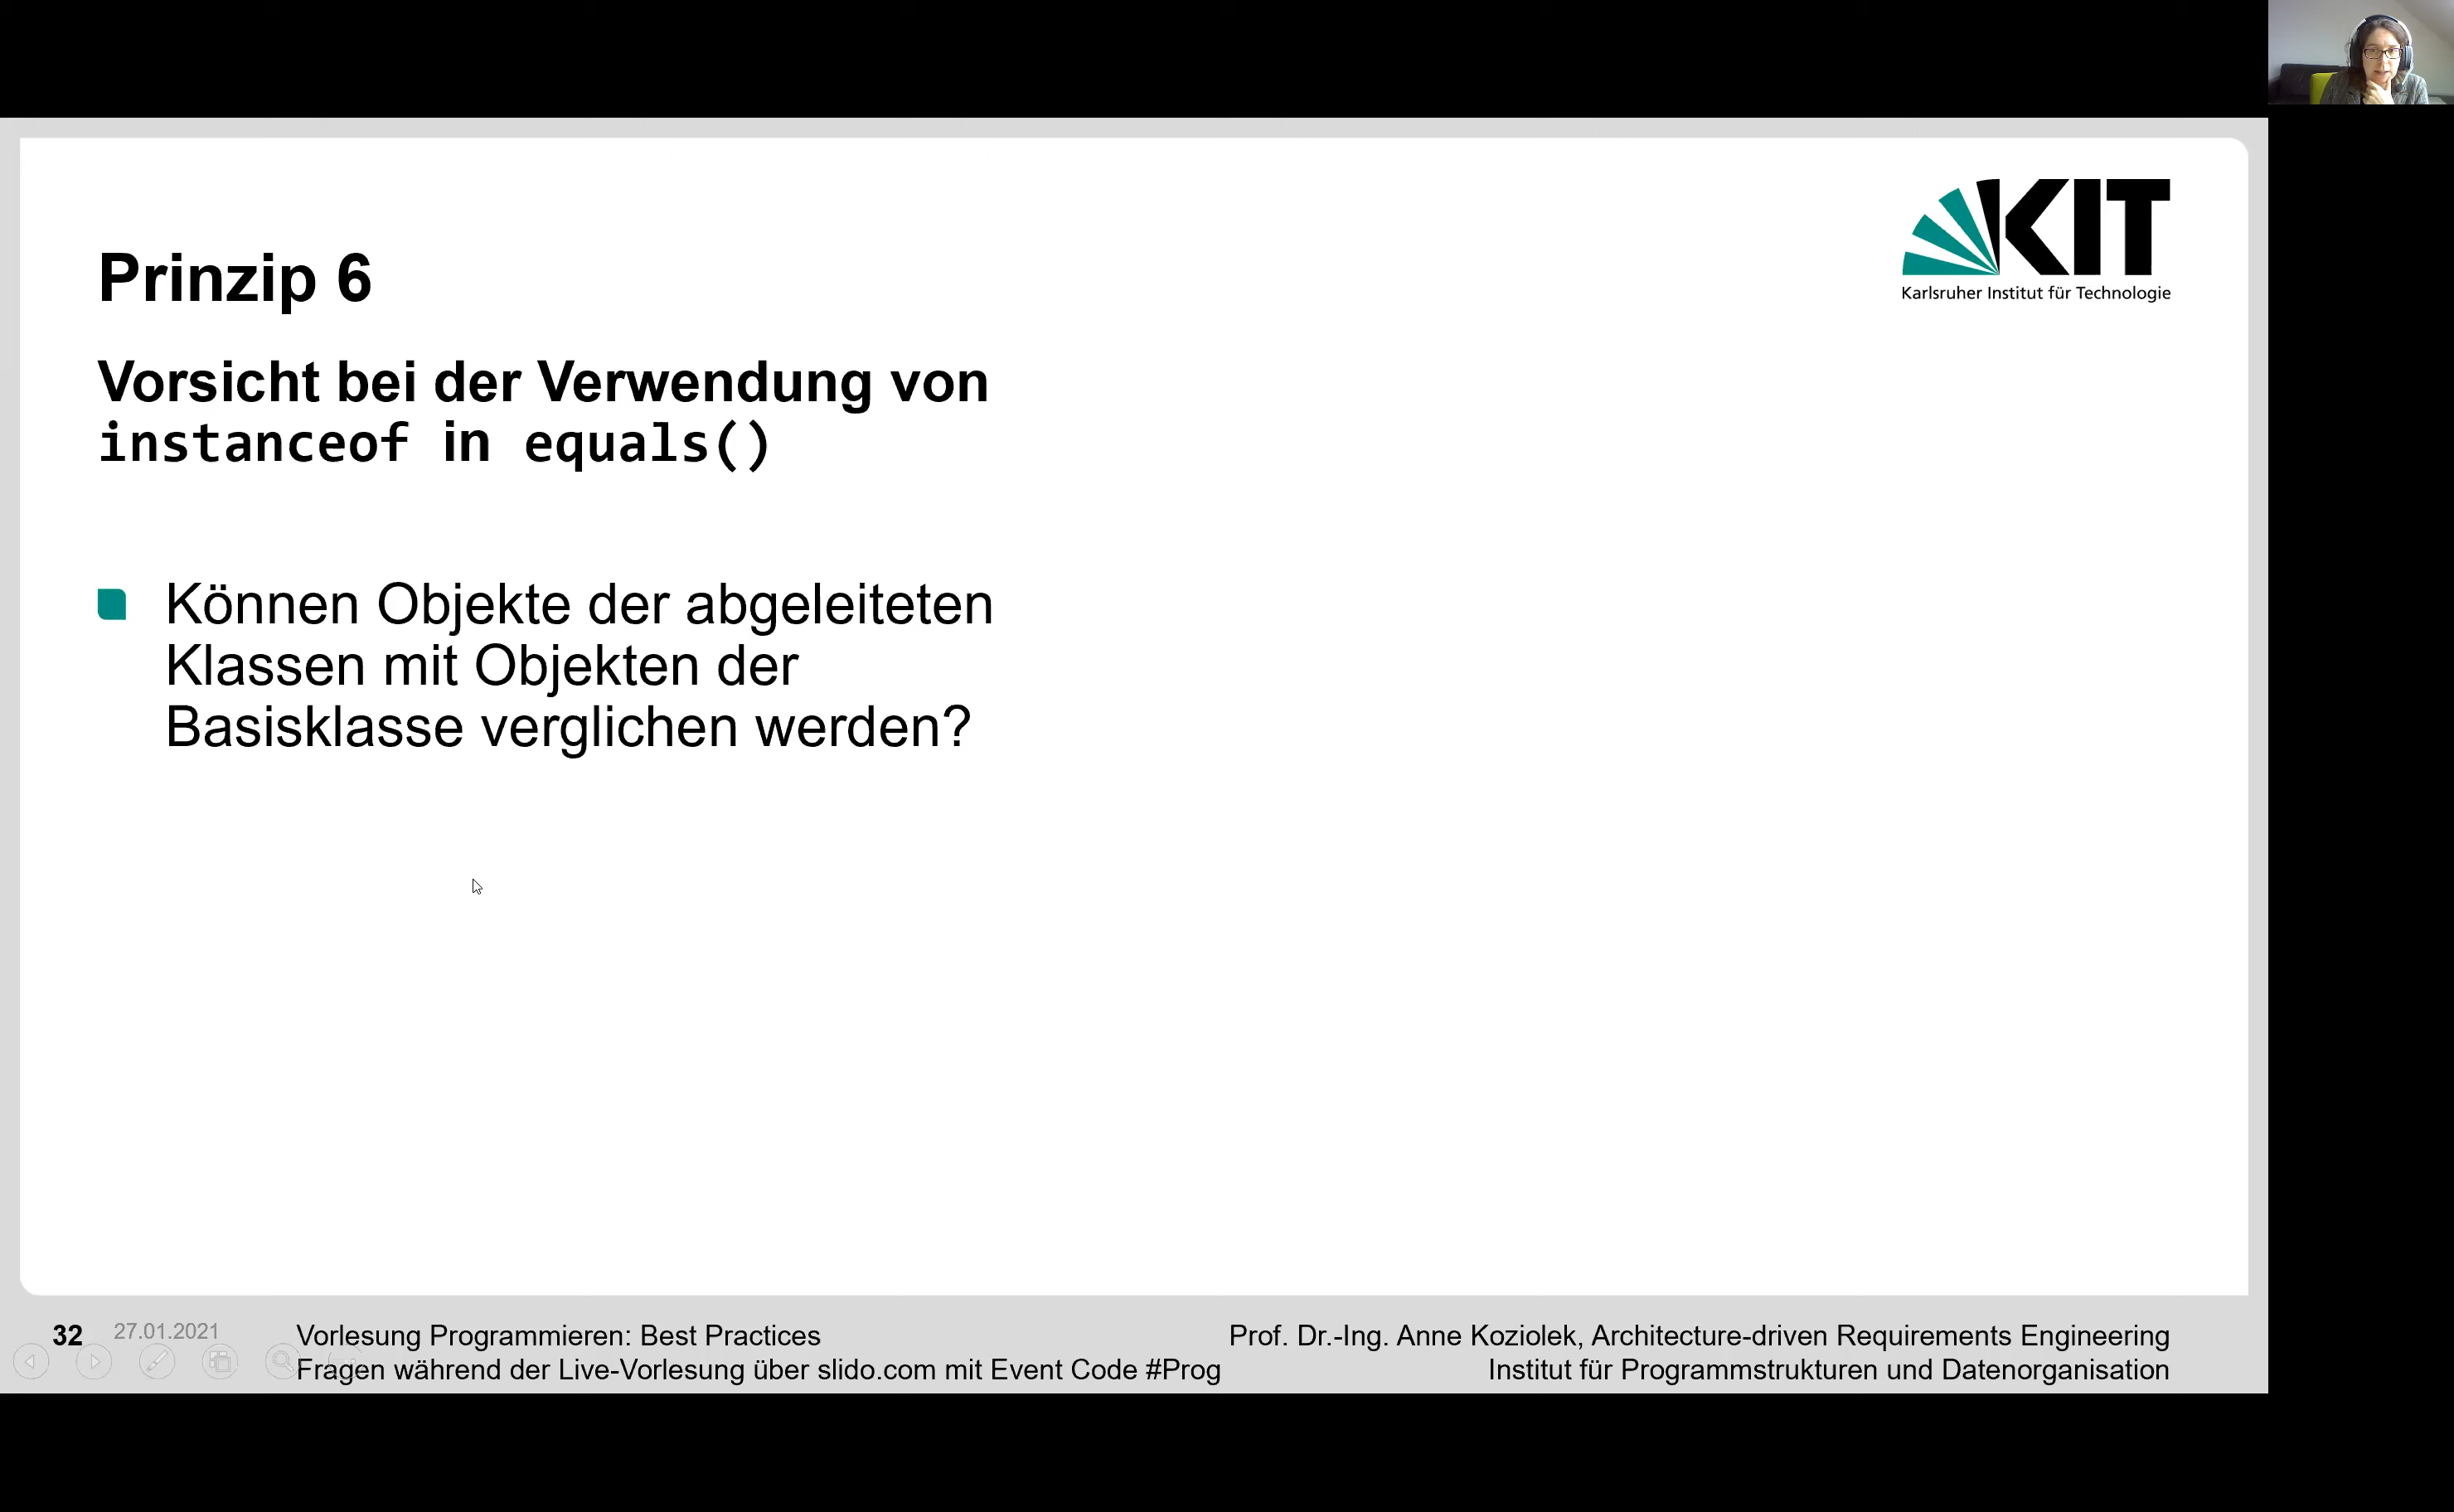 KIT
Karlsruher Institut für Technologie
Prinzip 6
Vorsicht bei der Verwendung von
instanceof in equals()
Können Objekte der abgeleiteten
Klassen mit Objekten der
Basisklasse verglichen werden?
32
27.01.2021
Vorlesung Programmieren: Best Practices
Fragen während der Live-Vorlesung über slido.com mit Event Code #Prog
Prof. Dr.-Ing. Anne Koziolek, Architecture-driven Requirements Engineering
Institut für Programmstrukturen und Datenorganisation